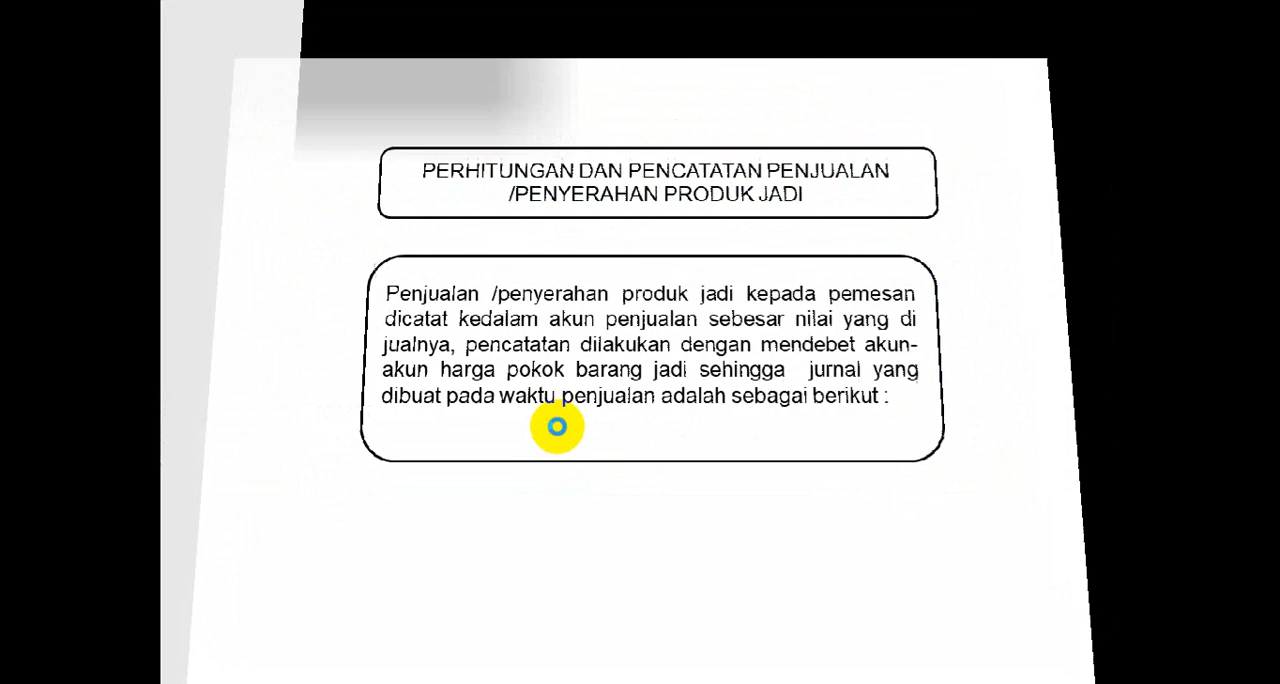 PERHITUNGAN DAN PENCATATAN PENJUALAN
/PENYERAHAN PRODUK JADI
Penjualan /penyerahan produk jadi kepada pemesan
dicatat kedalam akun penjualan sebesar nilai yang di
jualnya, pencatatan dilakukan dengan mendebet akun-
akun harga pokok barang jadi sehingga jurnal yang
dibuat pada waktu penjualan adalah sebagai berikut :